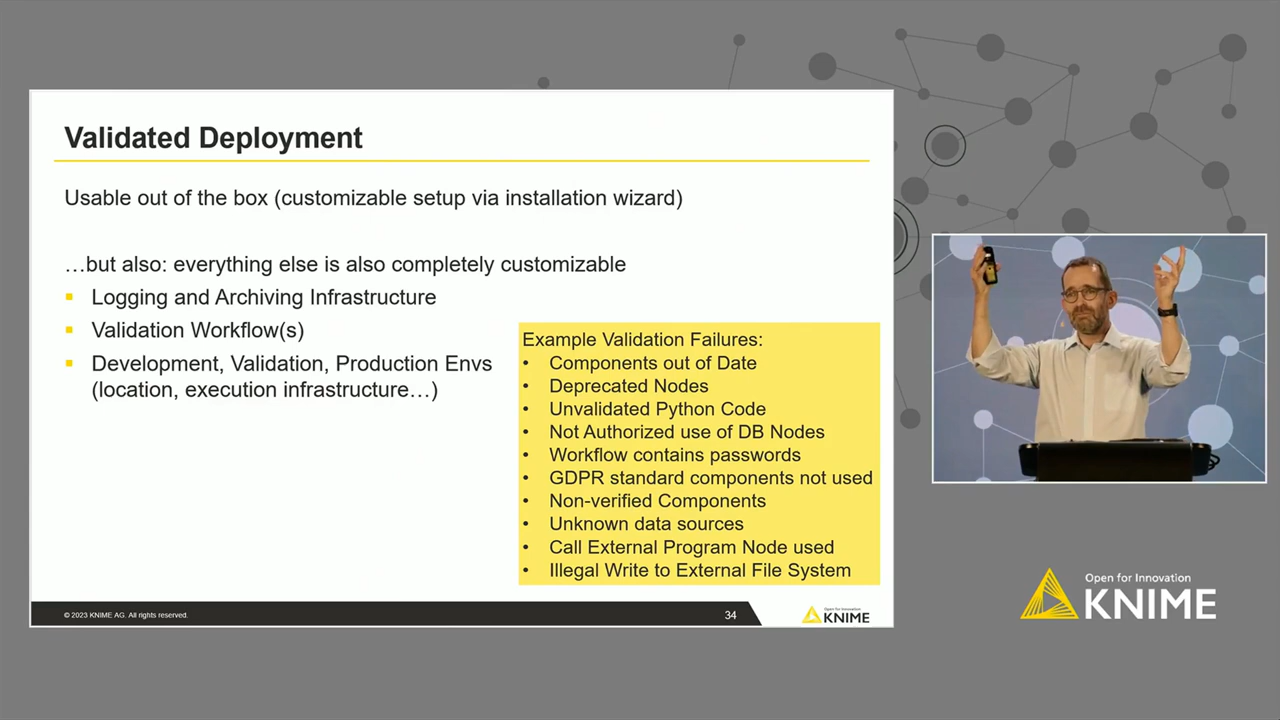 Validated Deployment
Usable out of the box (customizable setup via installation wizard)
…but also: everything else is also completely customizable
Logging and Archiving Infrastructure
Validation Workflow(s)
Development, Validation, Production Envs
(location, execution infrastructure…)
Example Validation Failures:
• Components out of Date
• Deprecated Nodes
• Unvalidated Python Code
• Not Authorized use of DB Nodes
• Workflow contains passwords
• GDPR standard components not used
• Non-verified Components
• Unknown data sources
• Call External Program Node used
• Illegal Write to External File System
© 2023 KNIME AG. All rights reserved.
34
Open for Innovation
KNIME
Open for Innovation
KNIME